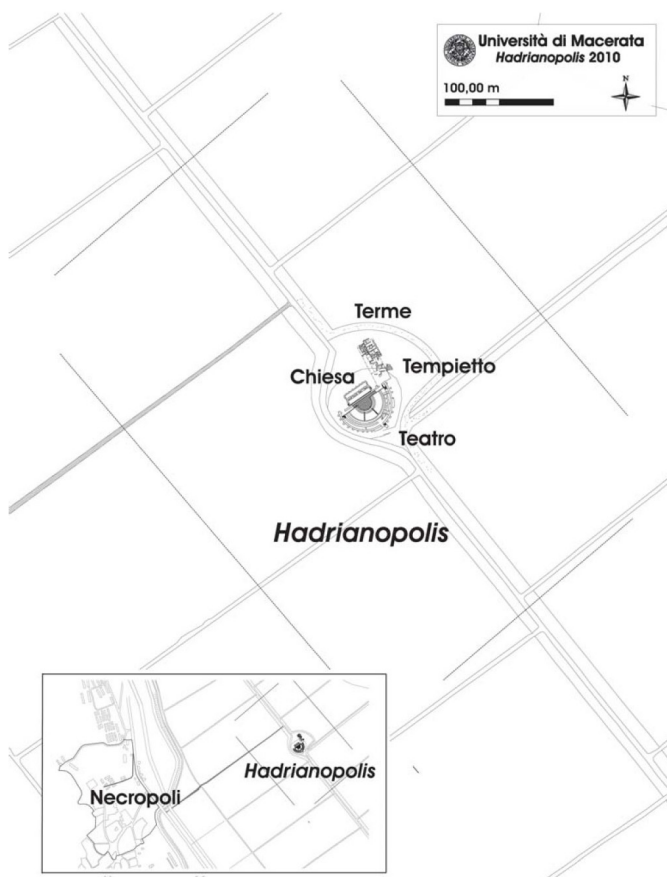 Università di Macerata
Hadrianopolis 2010
100,00 m
N
Terme
Tempietto
Chiesa
Teatro
Hadrianopolis
Hadrianopolis
Necropoli